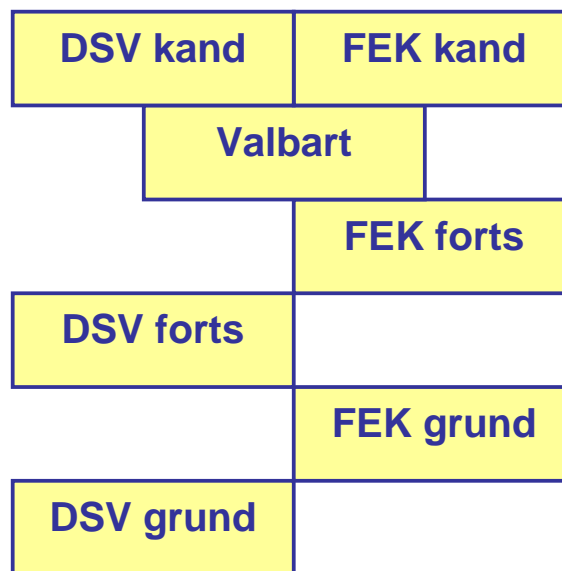 DSV kand
FEK kand
Valbart
FEK forts
DSV forts
FEK grund
DSV grund